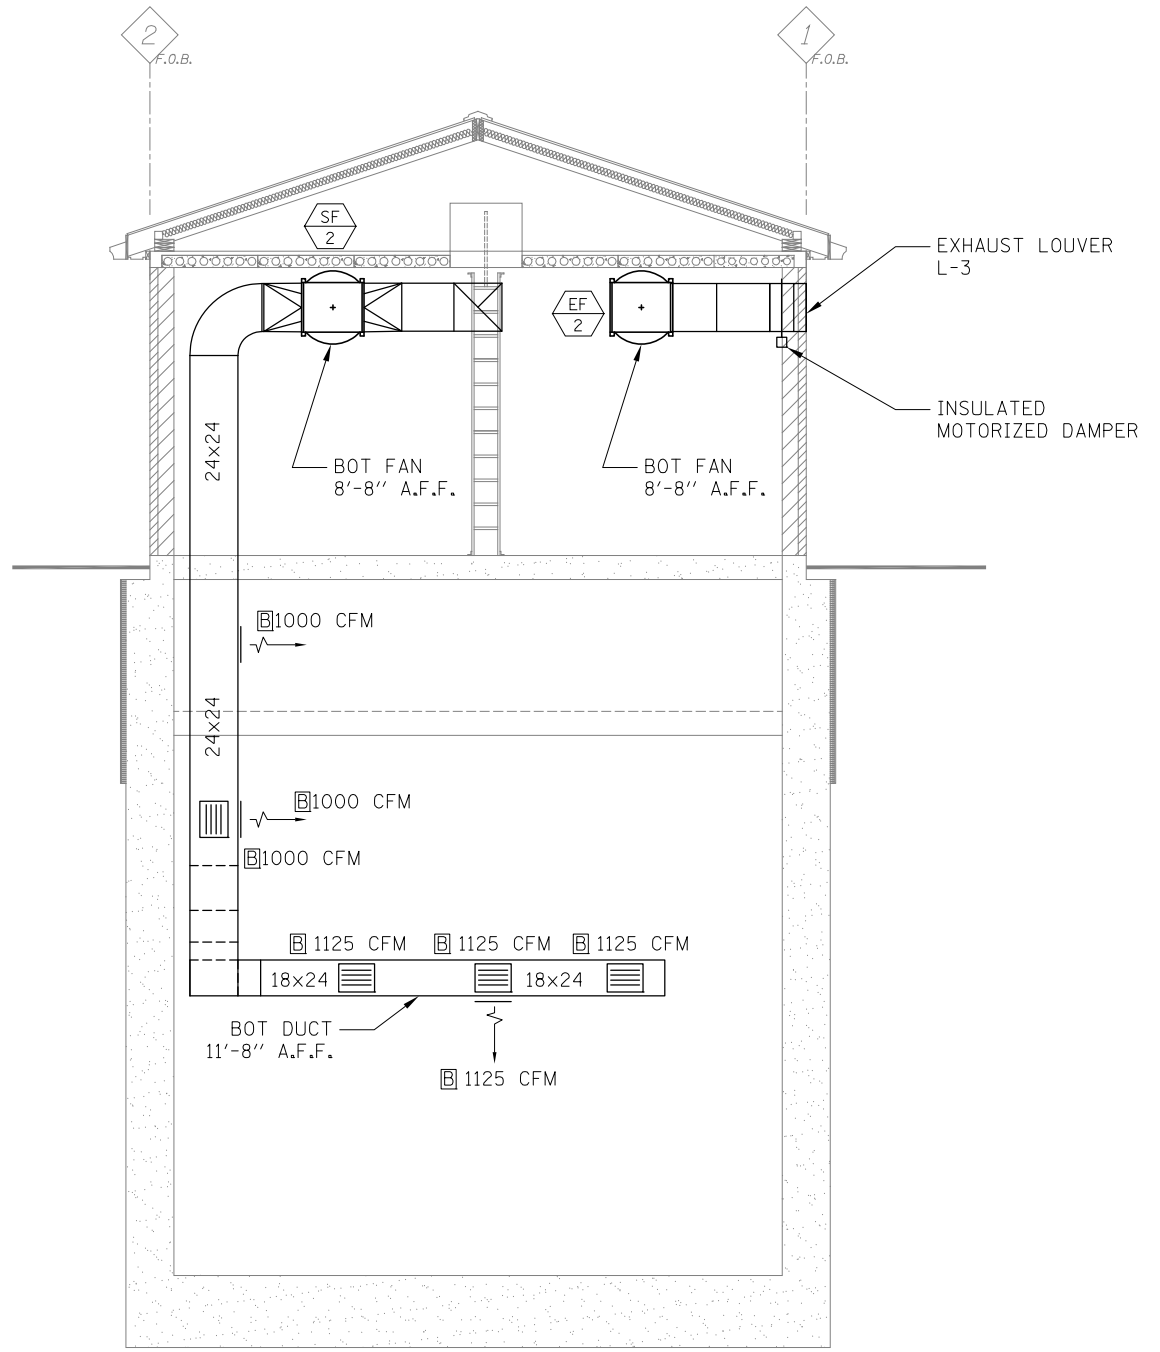 2
F.O.B.
1
F.O.B.
SF
2
EXHAUST LOUVER
L-3
EF
2
INSULATED
MOTORIZED DAMPER
24x24
BOT FAN
8'-8'' A.F.F.
BOT FAN
8'-8'' A.F.F.
B 1000 CFM
24x24
B 1000 CFM
B 1000 CFM
B 1125 CFM
B 1125 CFM
B 1125 CFM
18x24
18x24
BOT DUCT
11'-8'' A.F.F.
B 1125 CFM